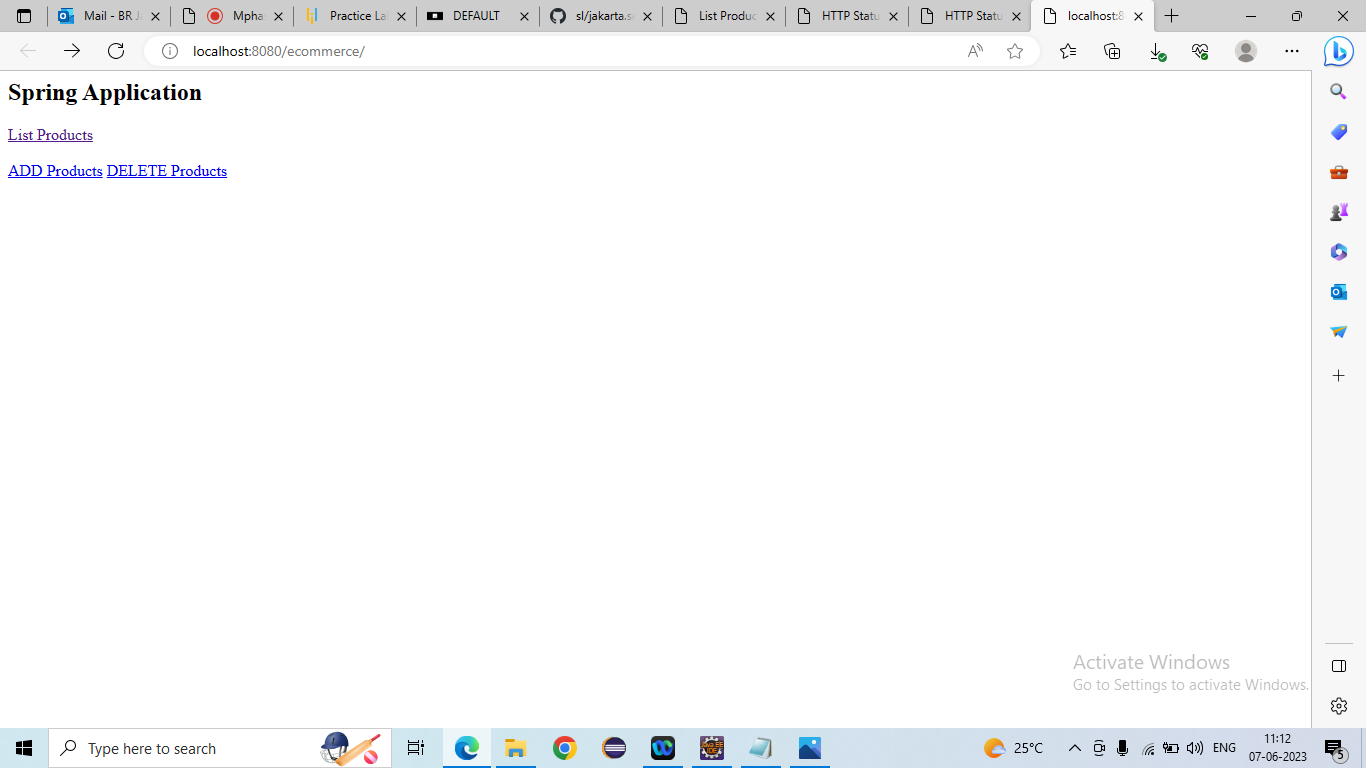 Mail - BR J
Mpha
Practice La
DEFAULT
sl/jakarta.se
List Produc
HTTP Statu
HTTP Statu
localhost:8
localhost:8080/ecommerce/
Spring Application
List Products
ADD Products DELETE Products
Activate Windows
Go to Settings to activate Windows.
Type here to search
25°C
ENG
11:12
07-06-2023
5